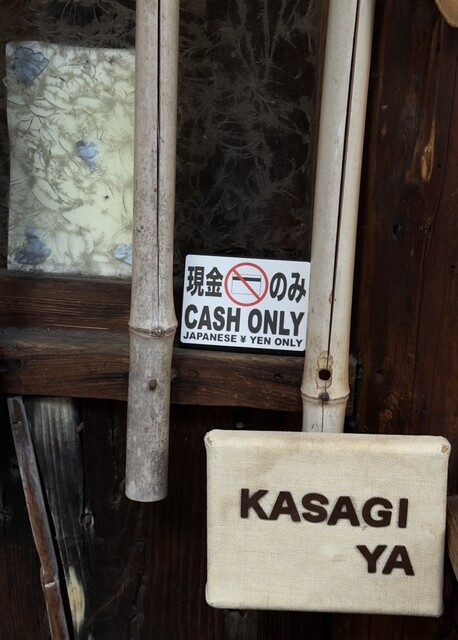 現金のみ
CASH ONLY
JAPANESE ¥ YEN ONLY
KASAGI
YA